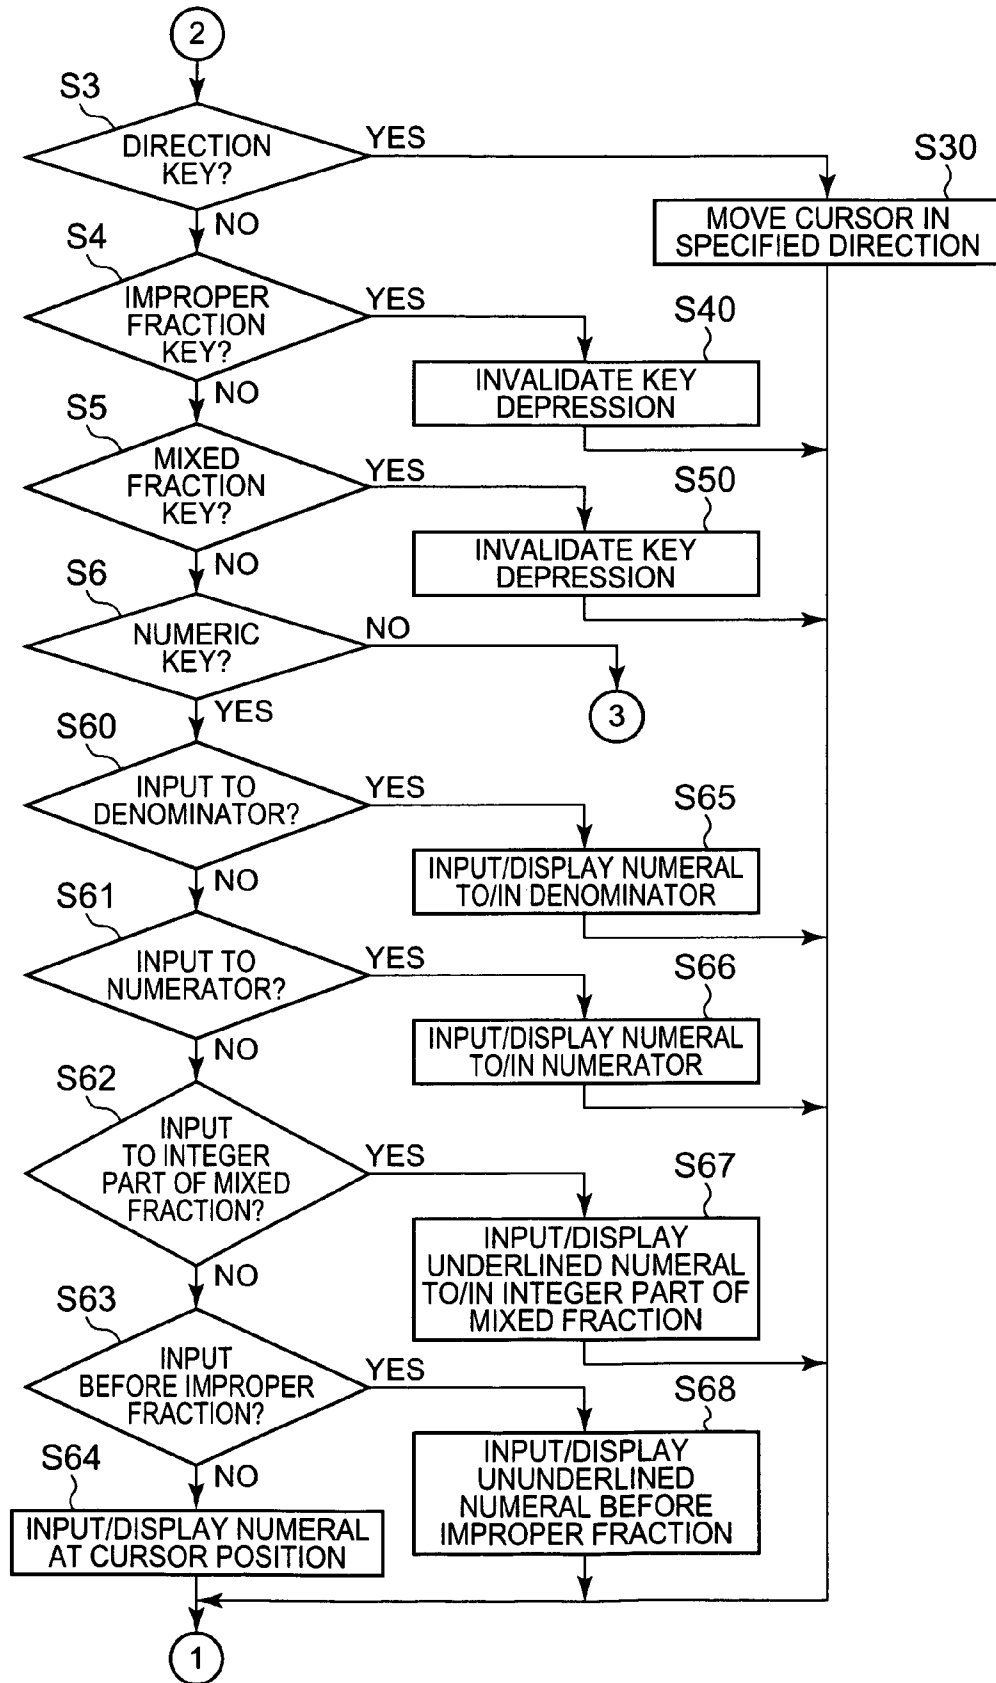 2
S3
DIRECTION
KEY?
YES
NO
S30
MOVE CURSOR IN
SPECIFIED DIRECTION
S4
IMPROPER
FRACTION
KEY?
YES
NO
S40
INVALIDATE KEY
DEPRESSION
S5
MIXED
FRACTION
KEY?
YES
NO
S50
INVALIDATE KEY
DEPRESSION
S6
NUMERIC
KEY?
NO
YES
3
S60
INPUT TO
DENOMINATOR?
YES
NO
S65
INPUT/DISPLAY NUMERAL
TO/IN DENOMINATOR
S61
INPUT TO
NUMERATOR?
YES
NO
S66
INPUT/DISPLAY NUMERAL
TO/IN NUMERATOR
S62
INPUT
TO INTEGER
PART OF MIXED
FRACTION?
YES
NO
S67
INPUT/DISPLAY
UNDERLINED NUMERAL
TO/IN INTEGER PART OF
MIXED FRACTION
S63
INPUT
BEFORE IMPROPER
FRACTION?
YES
NO
S68
INPUT/DISPLAY
UNUNDERLINED
NUMERAL BEFORE
IMPROPER FRACTION
S64
INPUT/DISPLAY NUMERAL
AT CURSOR POSITION
1